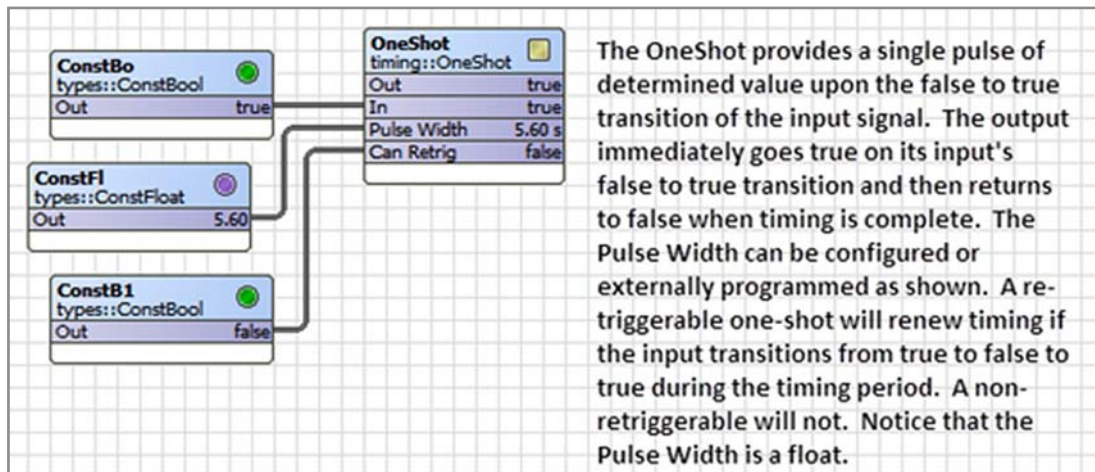 ConstBo
types::ConstBool
Out true
ConstFl
types::ConstFloat
Out 5.60
ConstB1
types::ConstBool
Out false
OneShot
timing::OneShot
Out true
In true
Pulse Width 5.60 s
Can Retrig false
The OneShot provides a single pulse of
determined value upon the false to true
transition of the input signal. The output
immediately goes true on its input's
false to true transition and then returns
to false when timing is complete. The
Pulse Width can be configured or
externally programmed as shown. A re-
triggerable one-shot will renew timing if
the input transitions from true to false to
true during the timing period. A non-
retriggerable will not. Notice that the
Pulse Width is a float.